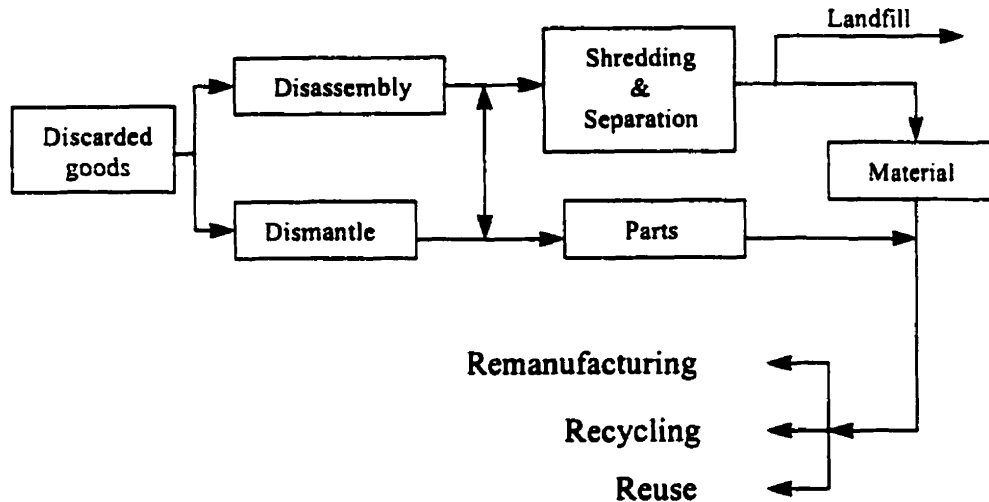 Landfill
Shredding
&
Separation
Disassembly
Discarded
goods
Material
Dismantle
Parts
Remanufacturing
Recycling
Reuse